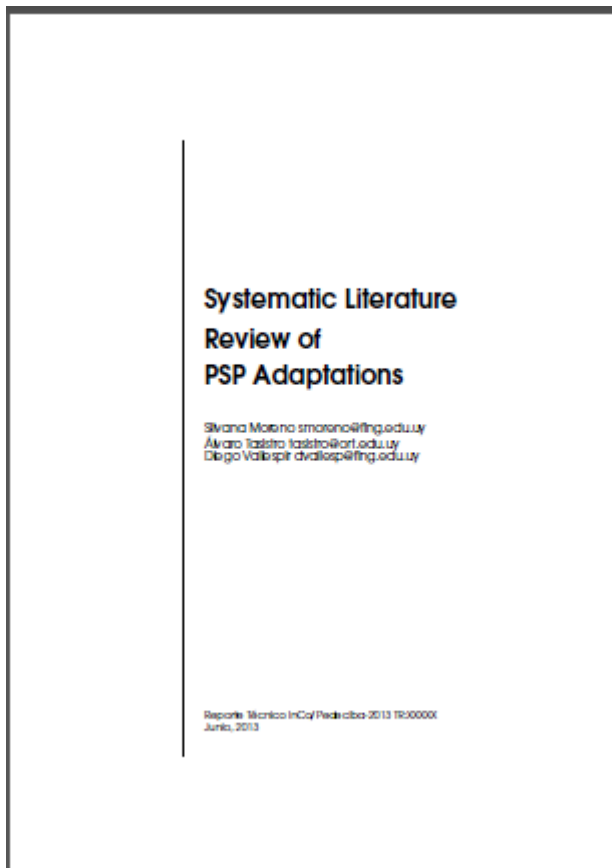 Systematic Literature
Review of
PSP Adaptations
Silvana Moreno smoreno@fing.edu.uy
Álvaro Tasistro tasistro@ort.edu.uy
Diego Vallespir dvallesp@fing.edu.uy
Reporte Técnico InCo/Pedeciba-2013 TR:XXXXX
Junio, 2013